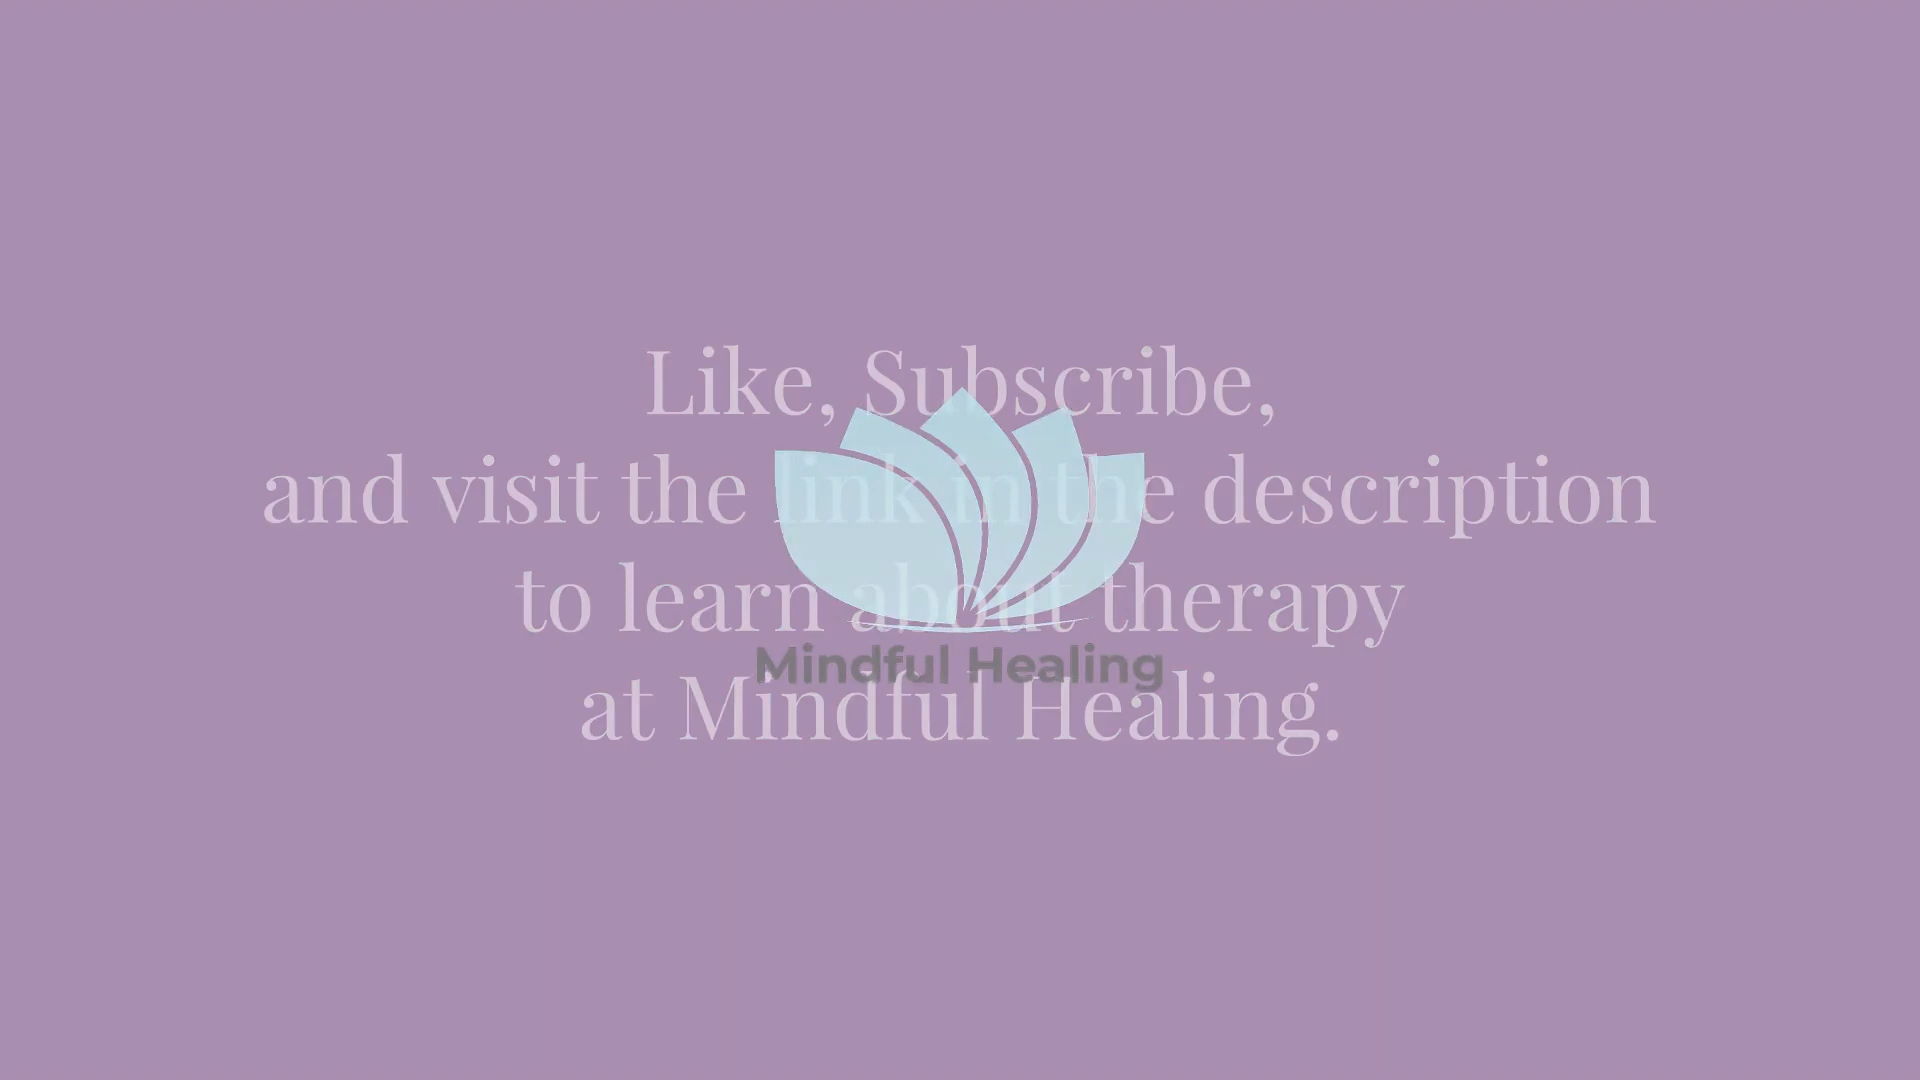 Like, Subscribe,
and visit the link in the description
to learn about therapy
Mindful Healing
at Mindful Healing.